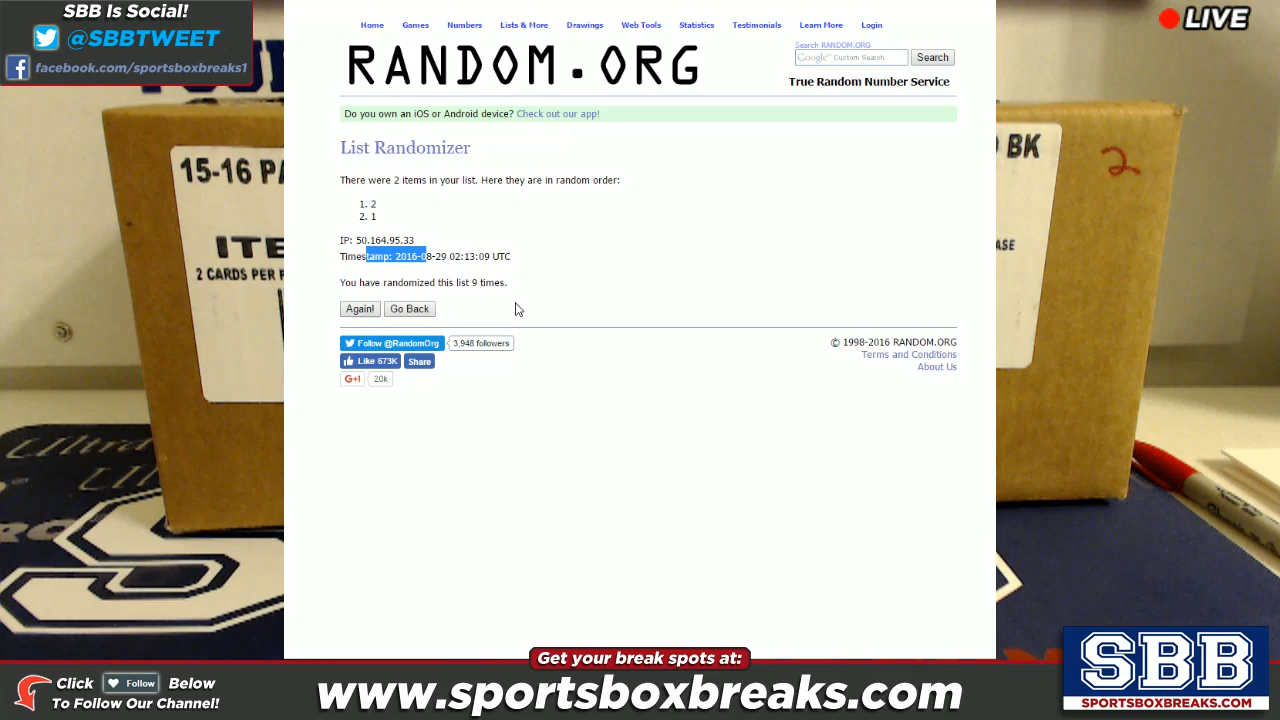 SBB Is Social!
@SBBTWEET
facebook.com/sportsboxbreaks1
LIVE
Home Games Numbers Lists & More Drawings Web Tools Statistics Testimonials Learn More Login
RANDOM.ORG
Search RANDOM.ORG
Google™ Custom Search Search
True Random Number Service
Do you own an iOS or Android device? Check out our app!
List Randomizer
There were 2 items in your list. Here they are in random order:
1. 2
2. 1
IP: 50.164.95.33
Timestamp: 2016-08-29 02:13:09 UTC
You have randomized this list 9 times.
Again! Go Back
Follow @RandomOrg 3,948 followers
Like 673K Share
G+1 20k
© 1998-2016 RANDOM.ORG
Terms and Conditions
About Us
15-16 PA
ITE
2 CARDS PER
BK
2
ASE
Get your break spots at:
Click Follow Below
To Follow Our Channel!
www.sportsboxbreaks.com
SBB
SPORTSBOXBREAKS.COM